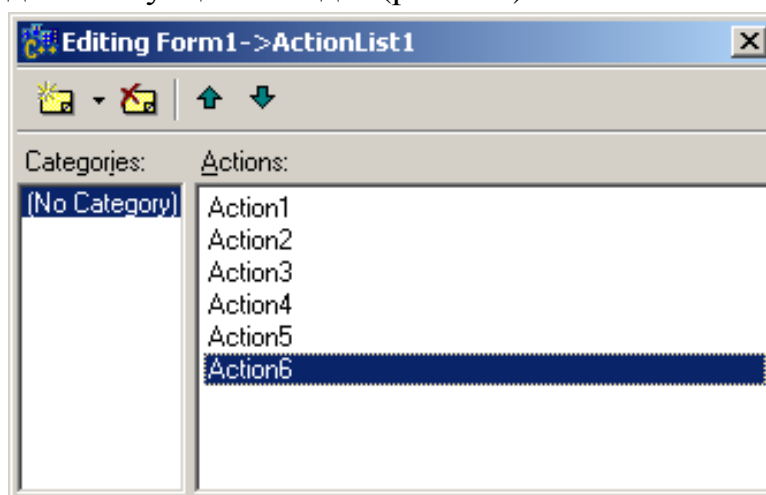 Editing Form1->ActionList1
Categories:
Actions:
(No Category)
Action1
Action2
Action3
Action4
Action5
Action6